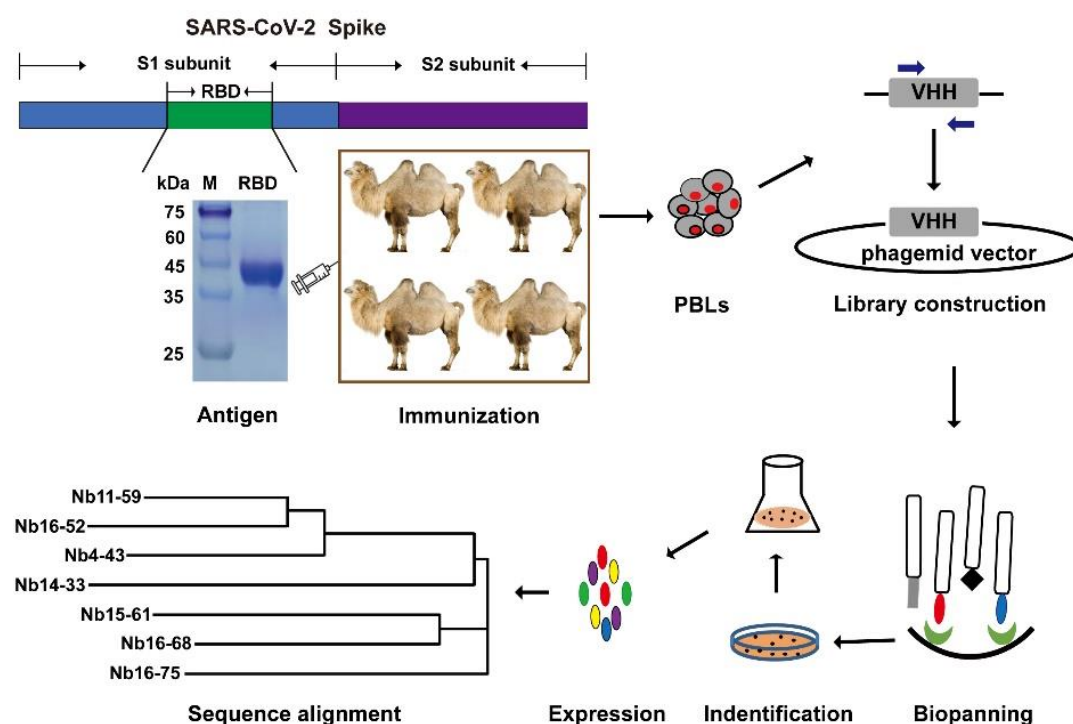 SARS-CoV-2 Spike
S1 subunit
S2 subunit
RBD
kDa M RBD
75
60
45
35
25
Antigen
Immunization
PBLs
VHH
VHH
phagemid vector
Library construction
Nb11-59
Nb16-52
Nb4-43
Nb14-33
Nb15-61
Nb16-68
Nb16-75
Sequence alignment
Expression
Indentification
Biopanning